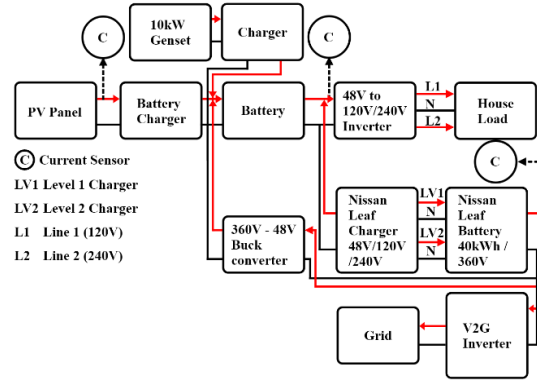 C
10kW
Genset
Charger
C
PV Panel
Battery
Charger
Battery
48V to
120V/240V
Inverter
L1
N
L2
House
Load
C Current Sensor
LV1 Level 1 Charger
LV2 Level 2 Charger
L1 Line 1 (120V)
L2 Line 2 (240V)
C
360V - 48V
Buck
converter
Nissan
Leaf
Charger
48V/120V
/240V
LV1
N
LV2
N
Nissan
Leaf
Battery
40kWh /
360V
Grid
V2G
Inverter